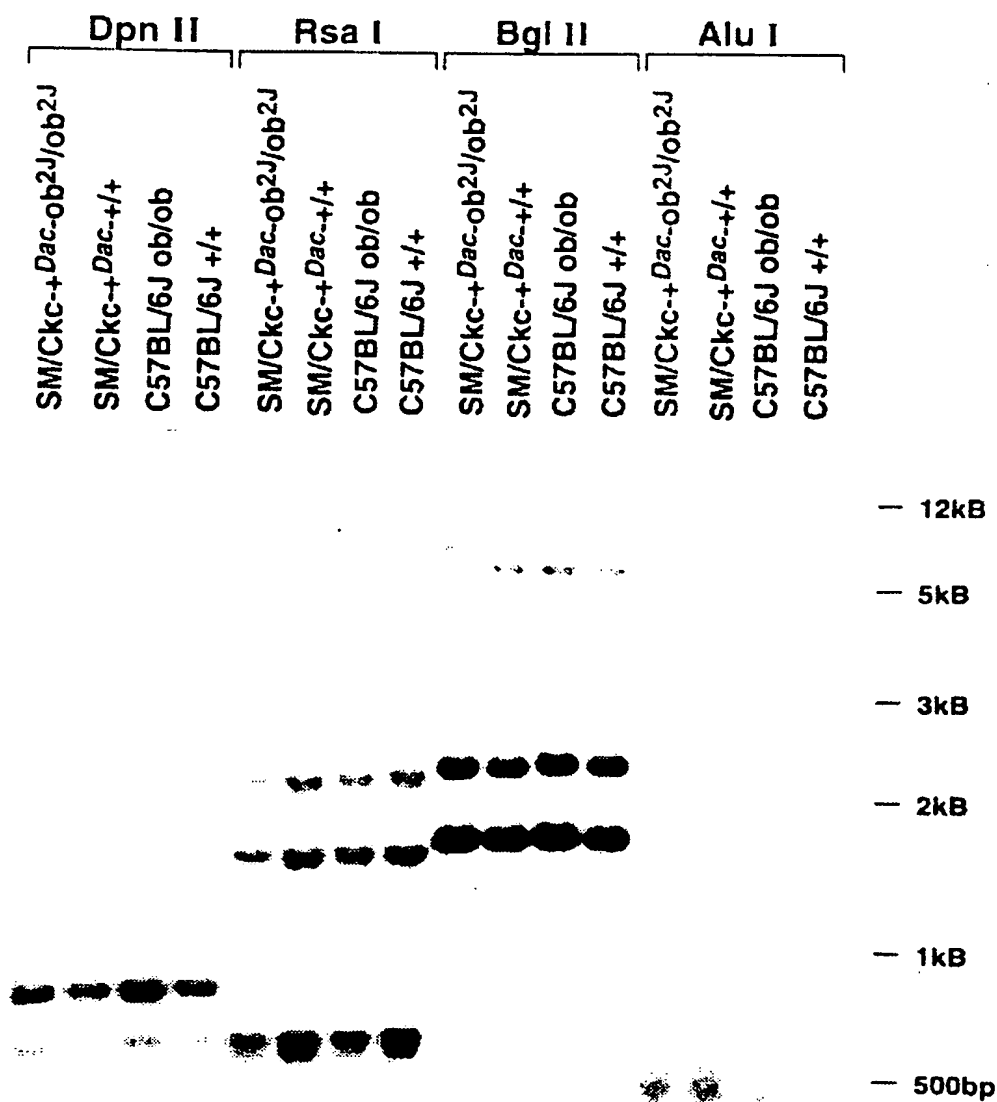 Dpn II
Rsa I
Bgl II
Alu I
SM/Ckc-+Dac-ob2J/ob2J
SM/Ckc-+Dac-+/+
C57BL/6J ob/ob
C57BL/6J +/+
SM/Ckc-+Dac-ob2J/ob2J
SM/Ckc-+Dac-+/+
C57BL/6J ob/ob
C57BL/6J +/+
SM/Ckc-+Dac-ob2J/ob2J
SM/Ckc-+Dac-+/+
C57BL/6J ob/ob
C57BL/6J +/+
SM/Ckc-+Dac-ob2J/ob2J
SM/Ckc-+Dac-+/+
C57BL/6J ob/ob
C57BL/6J +/+
12kB
5kB
3kB
2kB
1kB
500bp